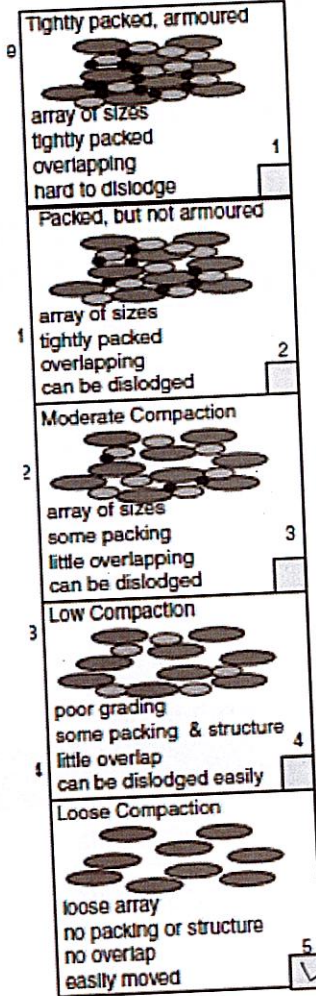 Tightly packed, armoured
e
array of sizes
tightly packed
overlapping
1
hard to dislodge
Packed, but not armoured
array of sizes
1
tightly packed
2
overlapping
can be dislodged
Moderate Compaction
2
array of sizes
some packing
3
little overlapping
can be dislodged
Low Compaction
3
poor grading
some packing & structure
4
little overlap
4
can be dislodged easily
Loose Compaction
loose array
no packing or structure
no overlap
5
easily moved